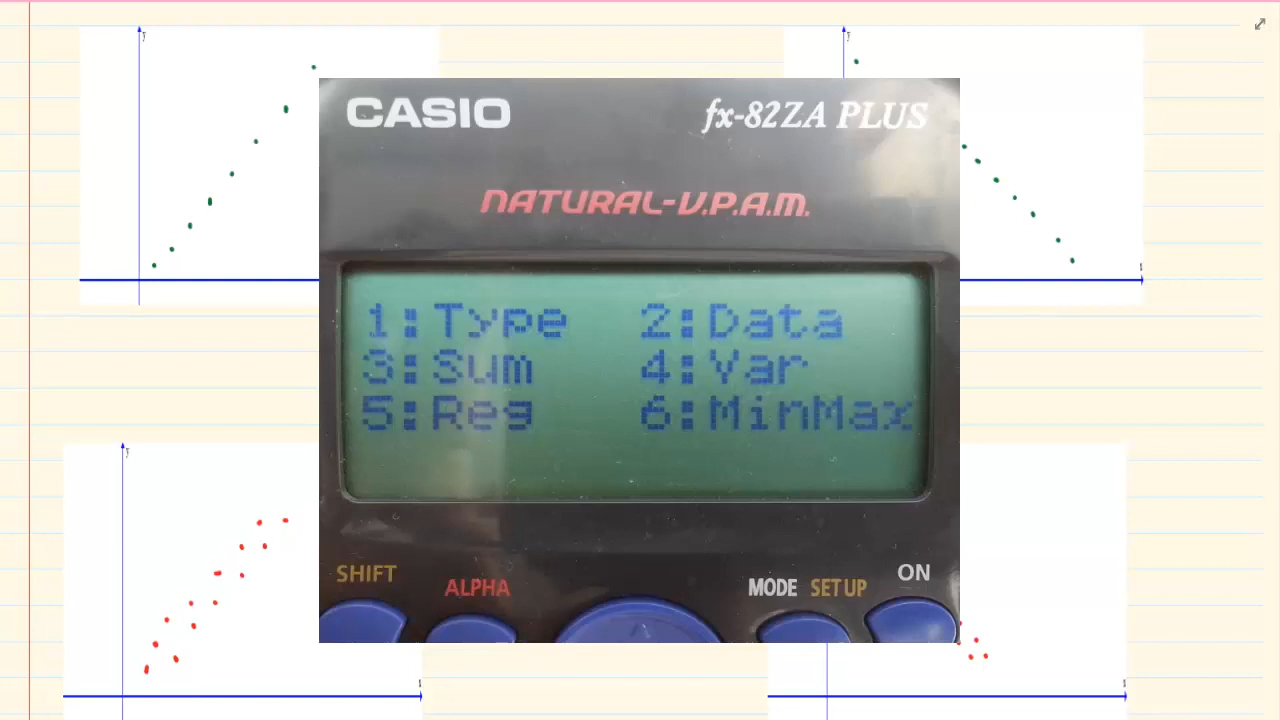 y
y
CASIO
fx-82ZA PLUS
NATURAL-V.P.A.M.
x
1:Type 2:Data
3:Sum 4:Var
5:Reg 6:MinMax
y
SHIFT ALPHA MODE SETUP ON
x
x